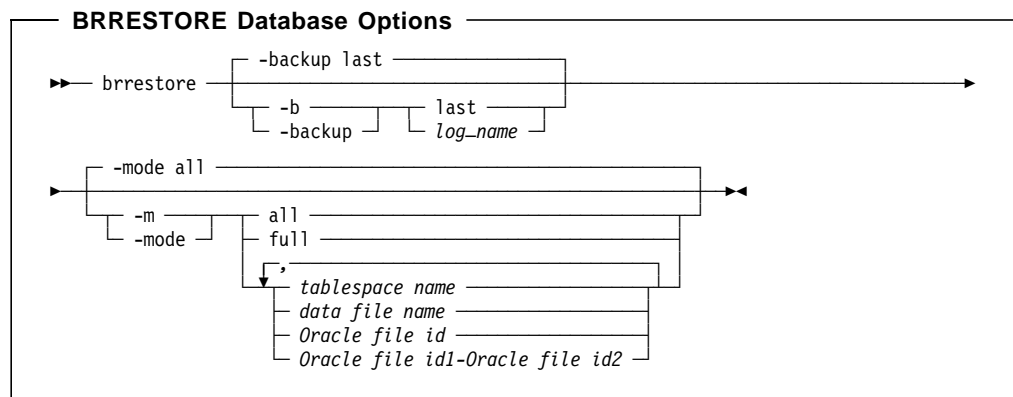 BRRESTORE Database Options
-backup last
brrestore
-b last
-backup log_name
-mode all
-m all
-mode full
,
tablespace name
data file name
Oracle file id
Oracle file id1-Oracle file id2